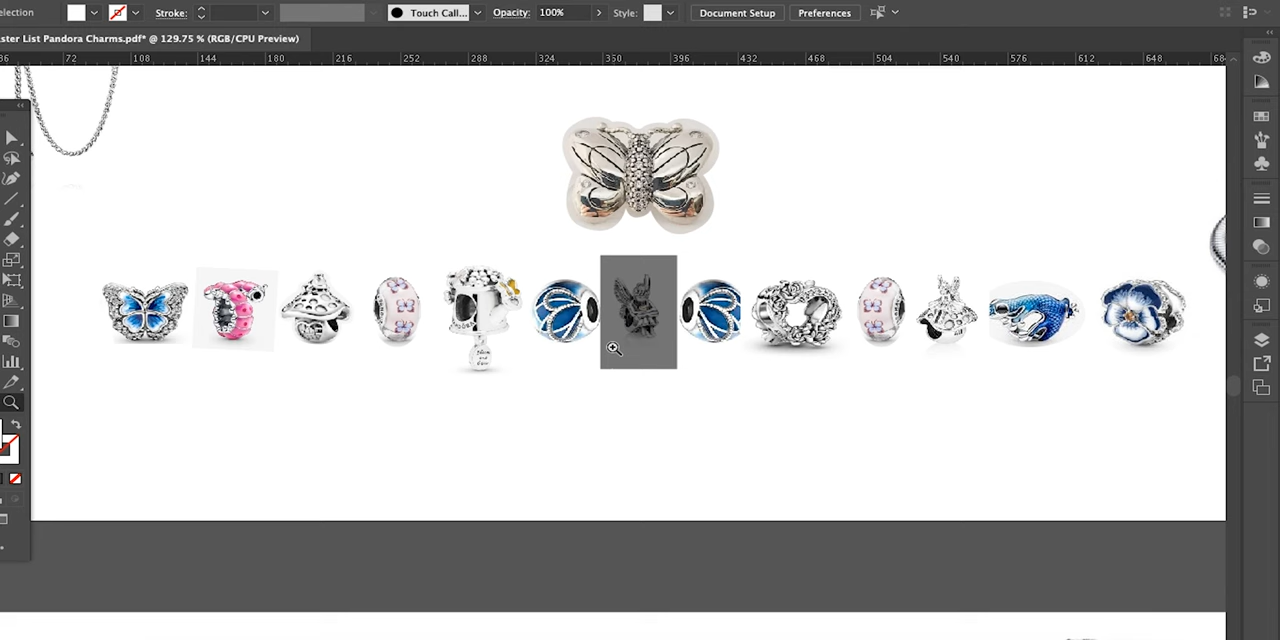 election
Stroke:
Touch Call...
Opacity: 100%
Style:
Document Setup
Preferences
ster List Pandora Charms.pdf* @ 129.75 % (RGB/CPU Preview)
36 72 108 144 180 216 252 288 324 360 396 432 468 504 540 576 612 648 68